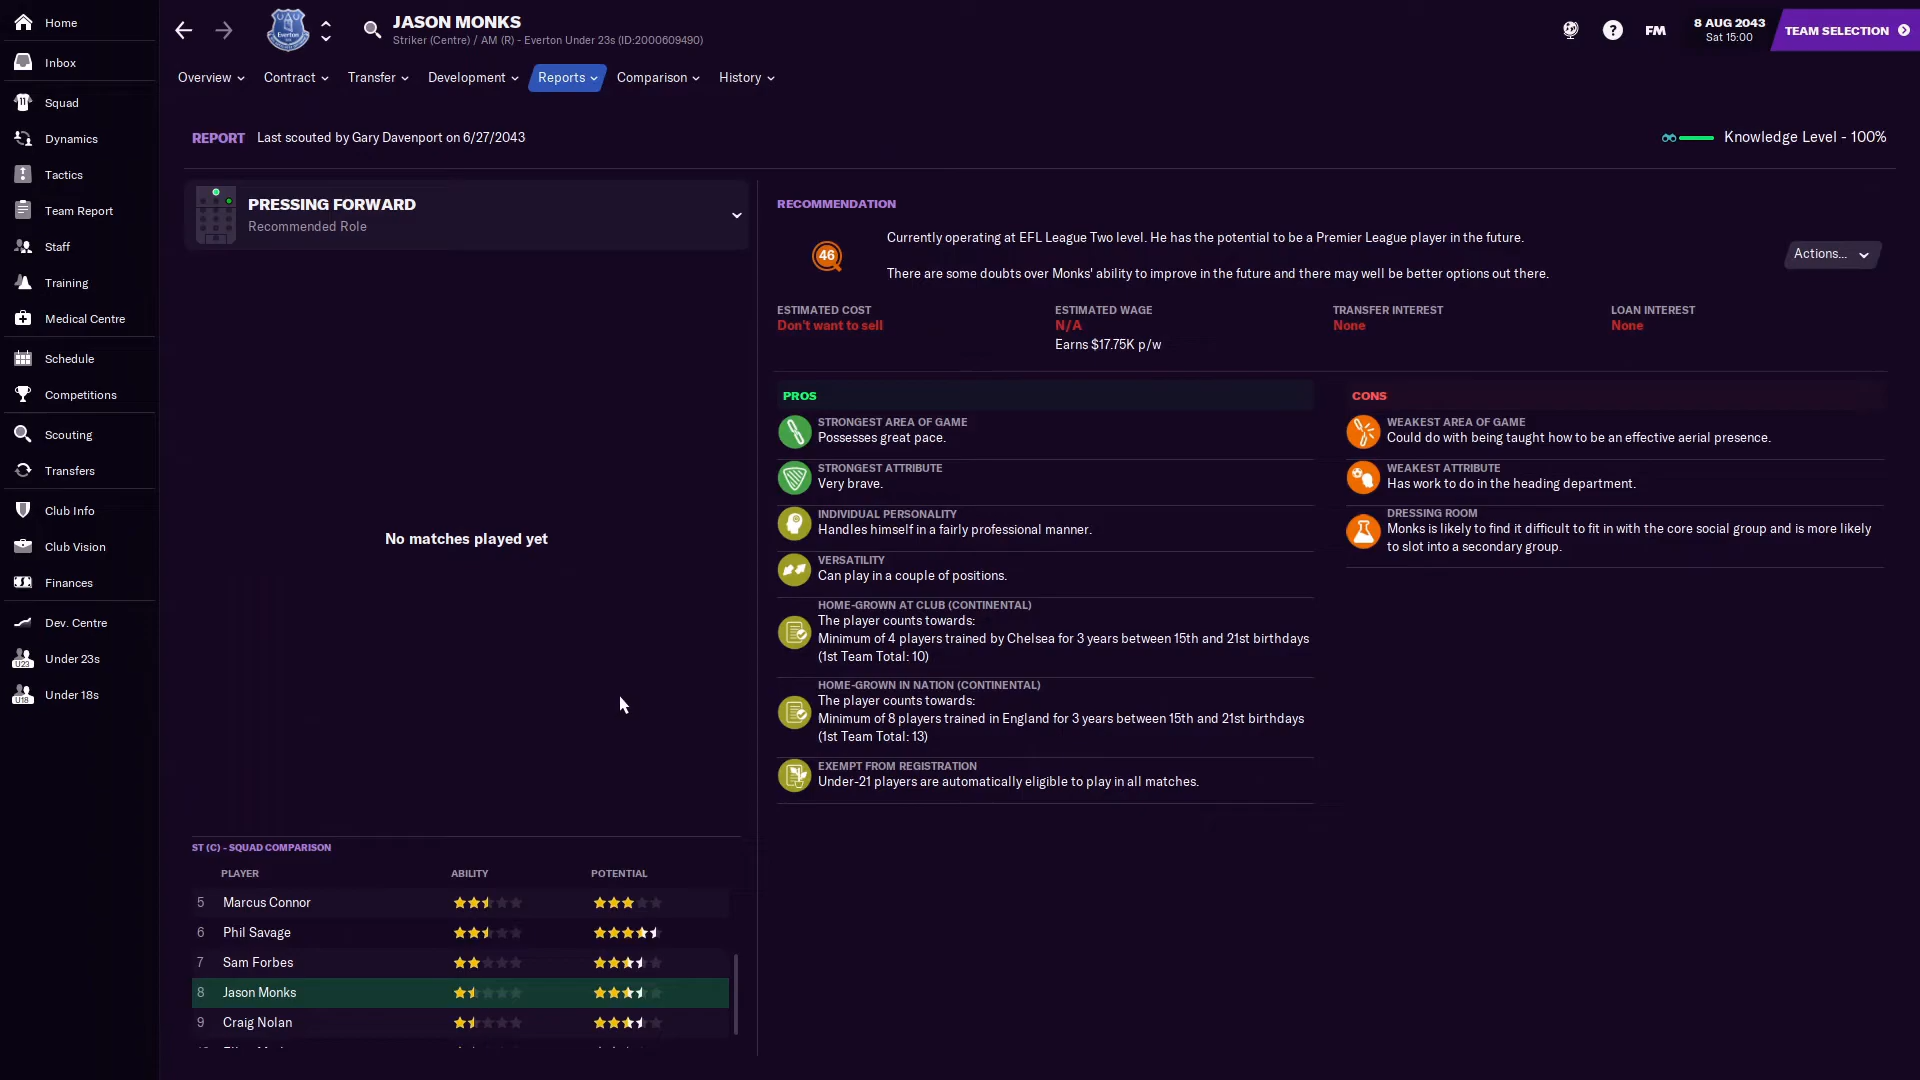 Home
Inbox
Squad
Dynamics
Tactics
Team Report
Staff
Training
Medical Centre
Schedule
Competitions
Scouting
Transfers
Club Info
Club Vision
Finances
Dev. Centre
U23
Under 23s
U18
Under 18s
Everton
JASON MONKS
Striker (Centre) / AM (R) - Everton Under 23s (ID:2000609490)
?
FM
8 AUG 2043
Sat 15:00
TEAM SELECTION
Overview
Contract
Transfer
Development
Reports
Comparison
History
REPORT Last scouted by Gary Davenport on 6/27/2043
Knowledge Level - 100%
PRESSING FORWARD
Recommended Role
No matches played yet
ST (C) - SQUAD COMPARISON
PLAYER ABILITY POTENTIAL
5 Marcus Connor
6 Phil Savage
7 Sam Forbes
8 Jason Monks
9 Craig Nolan
RECOMMENDATION
46
Currently operating at EFL League Two level. He has the potential to be a Premier League player in the future.
There are some doubts over Monks' ability to improve in the future and there may well be better options out there.
Actions...
ESTIMATED COST
Don't want to sell
ESTIMATED WAGE
N/A
Earns $17.75K p/w
TRANSFER INTEREST
None
LOAN INTEREST
None
PROS
STRONGEST AREA OF GAME
Possesses great pace.
STRONGEST ATTRIBUTE
Very brave.
INDIVIDUAL PERSONALITY
Handles himself in a fairly professional manner.
VERSATILITY
Can play in a couple of positions.
HOME-GROWN AT CLUB (CONTINENTAL)
The player counts towards:
Minimum of 4 players trained by Chelsea for 3 years between 15th and 21st birthdays
(1st Team Total: 10)
HOME-GROWN IN NATION (CONTINENTAL)
The player counts towards:
Minimum of 8 players trained in England for 3 years between 15th and 21st birthdays
(1st Team Total: 13)
EXEMPT FROM REGISTRATION
Under-21 players are automatically eligible to play in all matches.
CONS
WEAKEST AREA OF GAME
Could do with being taught how to be an effective aerial presence.
WEAKEST ATTRIBUTE
Has work to do in the heading department.
DRESSING ROOM
Monks is likely to find it difficult to fit in with the core social group and is more likely
to slot into a secondary group.